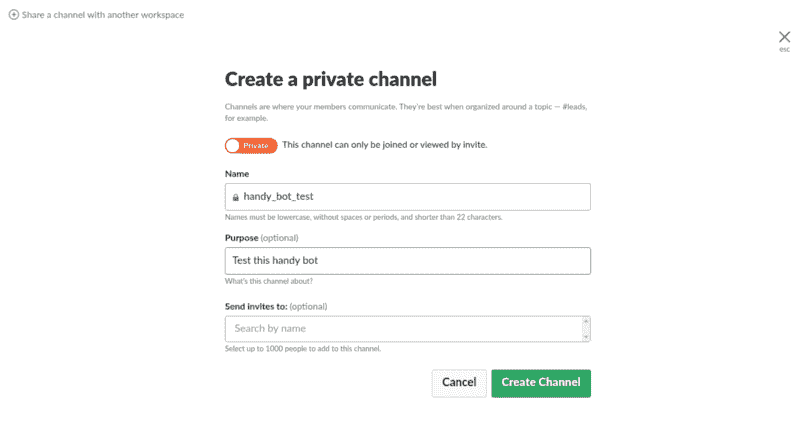 Share a channel with another workspace
esc
Create a private channel
Channels are where your members communicate. They're best when organized around a topic — #leads,
for example.
Private This channel can only be joined or viewed by invite.
Name
handy_bot_test
Names must be lowercase, without spaces or periods, and shorter than 22 characters.
Purpose (optional)
Test this handy bot
What's this channel about?
Send invites to: (optional)
Search by name
Select up to 1000 people to add to this channel.
Cancel Create Channel